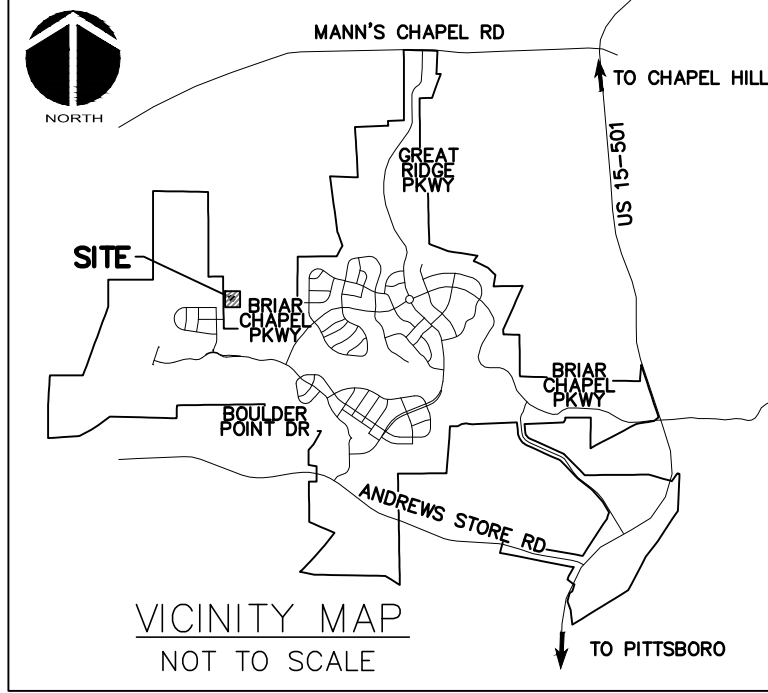 MANN'S CHAPEL RD
NORTH
TO CHAPEL HILL
US 15-501
GREAT
RIDGE
PKWY
SITE
BRIAR
CHAPEL
PKWY
BRIAR
CHAPEL
PKWY
BOULDER
POINT DR
ANDREWS STORE RD
VICINITY MAP
NOT TO SCALE
TO PITTSBORO